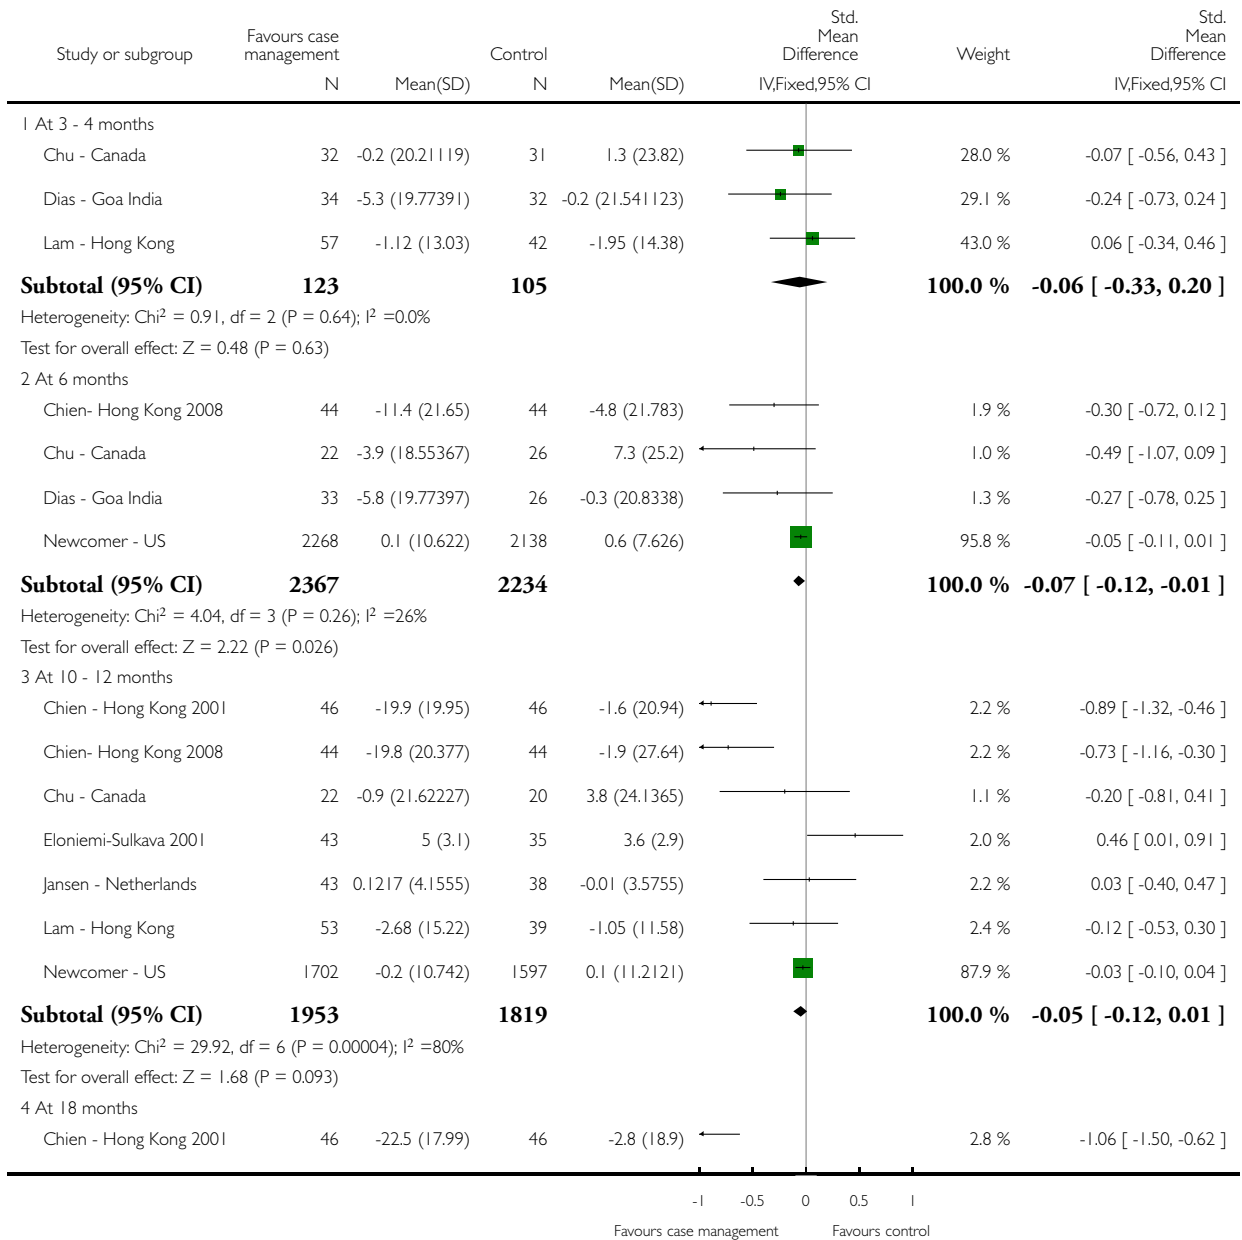 Study or subgroup Favours case management Control Std. Mean Difference Weight Std. Mean Difference
N Mean(SD) N Mean(SD) IV,Fixed,95% CI IV,Fixed,95% CI
1 At 3 - 4 months
Chu - Canada 32 -0.2 (20.21119) 31 1.3 (23.82) 28.0 % -0.07 [ -0.56, 0.43 ]
Dias - Goa India 34 -5.3 (19.77391) 32 -0.2 (21.541123) 29.1 % -0.24 [ -0.73, 0.24 ]
Lam - Hong Kong 57 -1.12 (13.03) 42 -1.95 (14.38) 43.0 % 0.06 [ -0.34, 0.46 ]
Subtotal (95% CI) 123 105 100.0 % -0.06 [ -0.33, 0.20 ]
Heterogeneity: Chi² = 0.91, df = 2 (P = 0.64); I² =0.0%
Test for overall effect: Z = 0.48 (P = 0.63)
2 At 6 months
Chien- Hong Kong 2008 44 -11.4 (21.65) 44 -4.8 (21.783) 1.9 % -0.30 [ -0.72, 0.12 ]
Chu - Canada 22 -3.9 (18.55367) 26 7.3 (25.2) 1.0 % -0.49 [ -1.07, 0.09 ]
Dias - Goa India 33 -5.8 (19.77397) 26 -0.3 (20.8338) 1.3 % -0.27 [ -0.78, 0.25 ]
Newcomer - US 2268 0.1 (10.622) 2138 0.6 (7.626) 95.8 % -0.05 [ -0.11, 0.01 ]
Subtotal (95% CI) 2367 2234 100.0 % -0.07 [ -0.12, -0.01 ]
Heterogeneity: Chi² = 4.04, df = 3 (P = 0.26); I² =26%
Test for overall effect: Z = 2.22 (P = 0.026)
3 At 10 - 12 months
Chien - Hong Kong 2001 46 -19.9 (19.95) 46 -1.6 (20.94) 2.2 % -0.89 [ -1.32, -0.46 ]
Chien- Hong Kong 2008 44 -19.8 (20.377) 44 -1.9 (27.64) 2.2 % -0.73 [ -1.16, -0.30 ]
Chu - Canada 22 -0.9 (21.62227) 20 3.8 (24.1365) 1.1 % -0.20 [ -0.81, 0.41 ]
Eloniemi-Sulkava 2001 43 5 (3.1) 35 3.6 (2.9) 2.0 % 0.46 [ 0.01, 0.91 ]
Jansen - Netherlands 43 0.1217 (4.1555) 38 -0.01 (3.5755) 2.2 % 0.03 [ -0.40, 0.47 ]
Lam - Hong Kong 53 -2.68 (15.22) 39 -1.05 (11.58) 2.4 % -0.12 [ -0.53, 0.30 ]
Newcomer - US 1702 -0.2 (10.742) 1597 0.1 (11.2121) 87.9 % -0.03 [ -0.10, 0.04 ]
Subtotal (95% CI) 1953 1819 100.0 % -0.05 [ -0.12, 0.01 ]
Heterogeneity: Chi² = 29.92, df = 6 (P = 0.00004); I² =80%
Test for overall effect: Z = 1.68 (P = 0.093)
4 At 18 months
Chien - Hong Kong 2001 46 -22.5 (17.99) 46 -2.8 (18.9) 2.8 % -1.06 [ -1.50, -0.62 ]
-1 -0.5 0 0.5 1
Favours case management Favours control